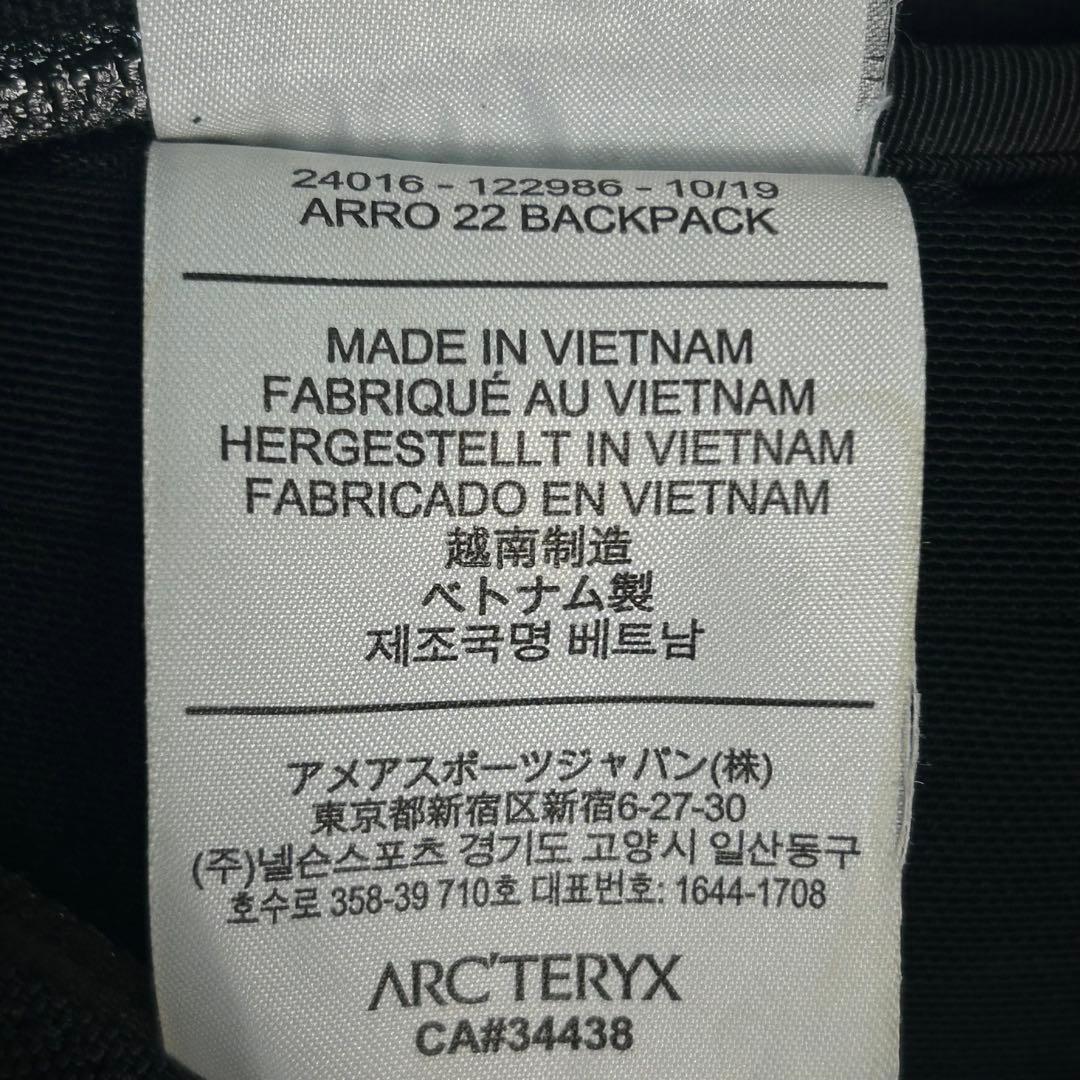 24016 - 122986 - 10/19
ARRO 22 BACKPACK
MADE IN VIETNAM
FABRIQUÉ AU VIETNAM
HERGESTELLT IN VIETNAM
FABRICADO EN VIETNAM
越南制造
ベトナム製
제조국명 베트남
アメアスポーツジャパン(株)
東京都新宿区新宿6-27-30
(주)넬슨스포츠 경기도 고양시 일산동구
호수로 358-39 710호 대표번호: 1644-1708
ARC'TERYX
CA#34438